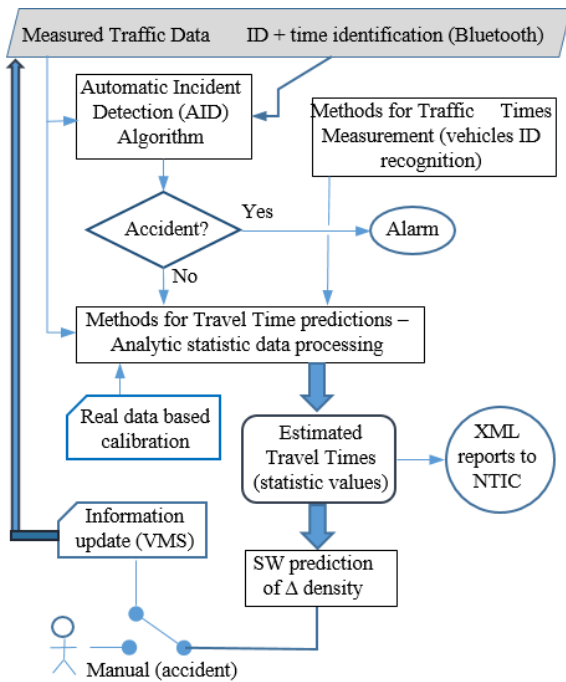 Measured Traffic Data ID + time identification (Bluetooth)
Automatic Incident
Detection (AID)
Algorithm
Methods for Traffic Times
Measurement (vehicles ID
recognition)
Accident?
Yes
Alarm
No
Methods for Travel Time predictions –
Analytic statistic data processing
Real data based
calibration
Estimated
Travel Times
(statistic values)
XML
reports to
NTIC
Information
update (VMS)
SW prediction
of Δ density
Manual (accident)